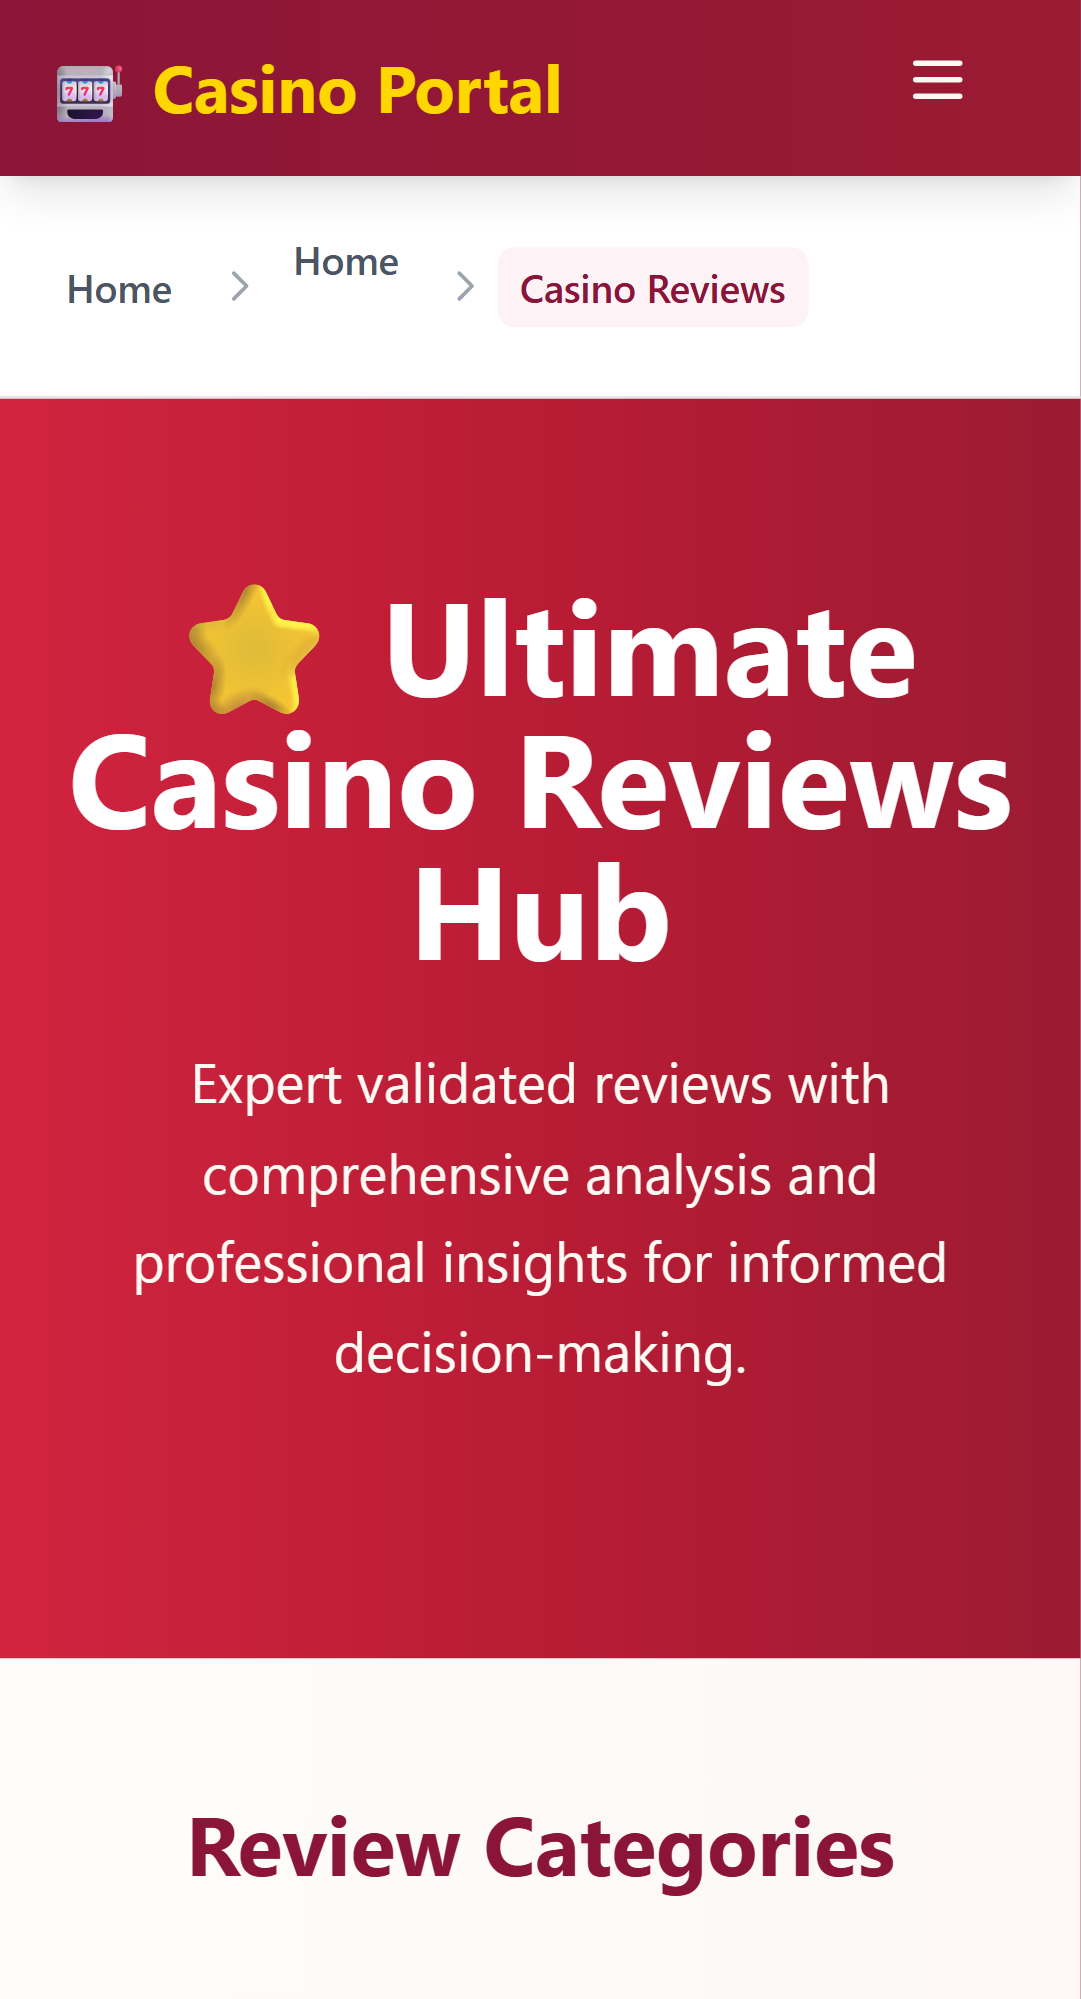 Casino Portal
Home > Home > Casino Reviews
Ultimate
Casino Reviews
Hub
Expert validated reviews with
comprehensive analysis and
professional insights for informed
decision-making.
Review Categories